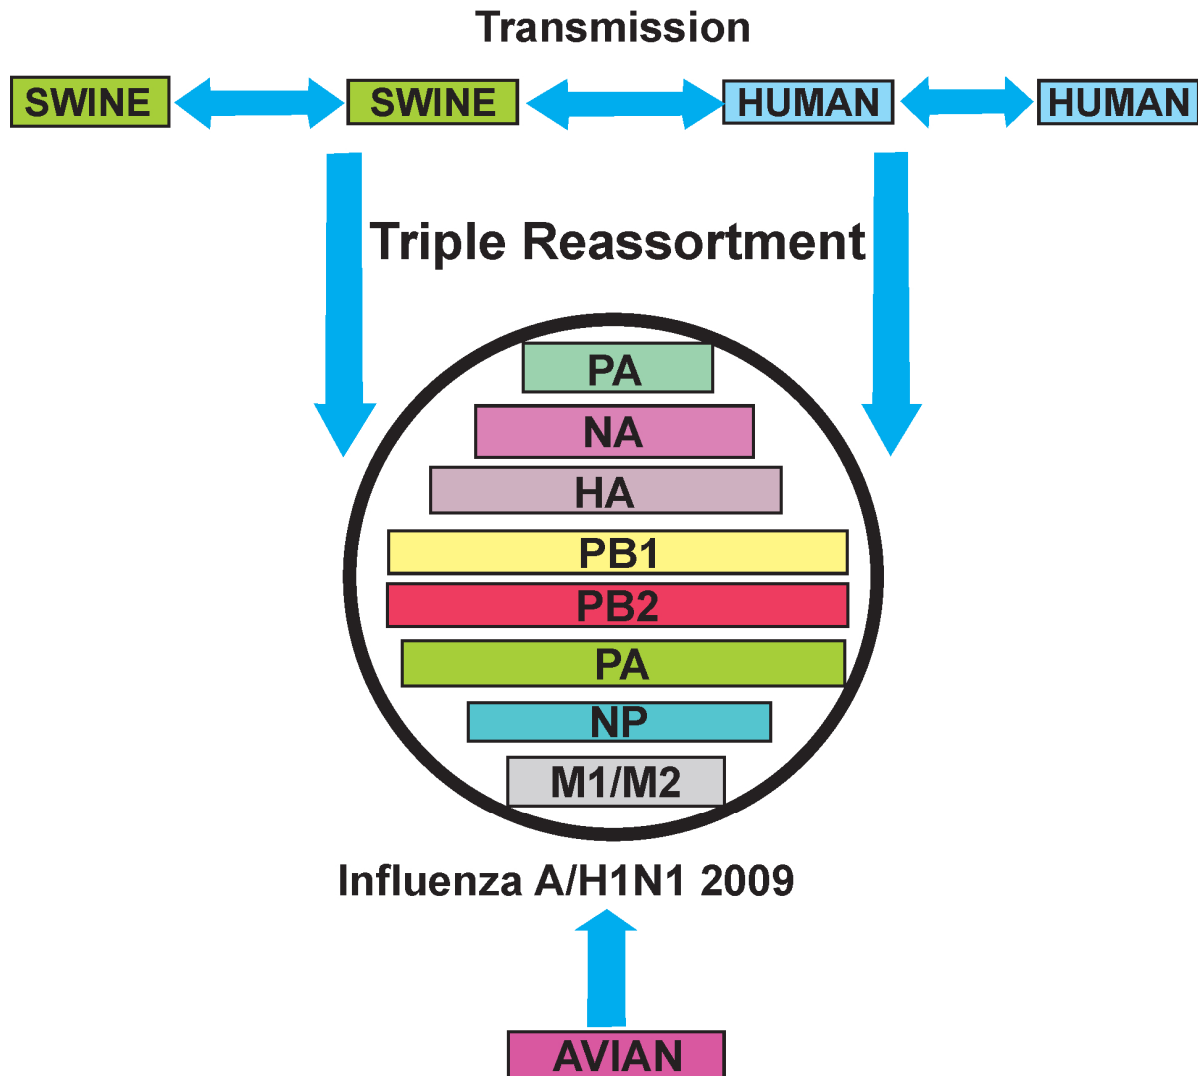 Transmission
SWINE SWINE HUMAN HUMAN
Triple Reassortment
PA
NA
HA
PB1
PB2
PA
NP
M1/M2
Influenza A/H1N1 2009
AVIAN